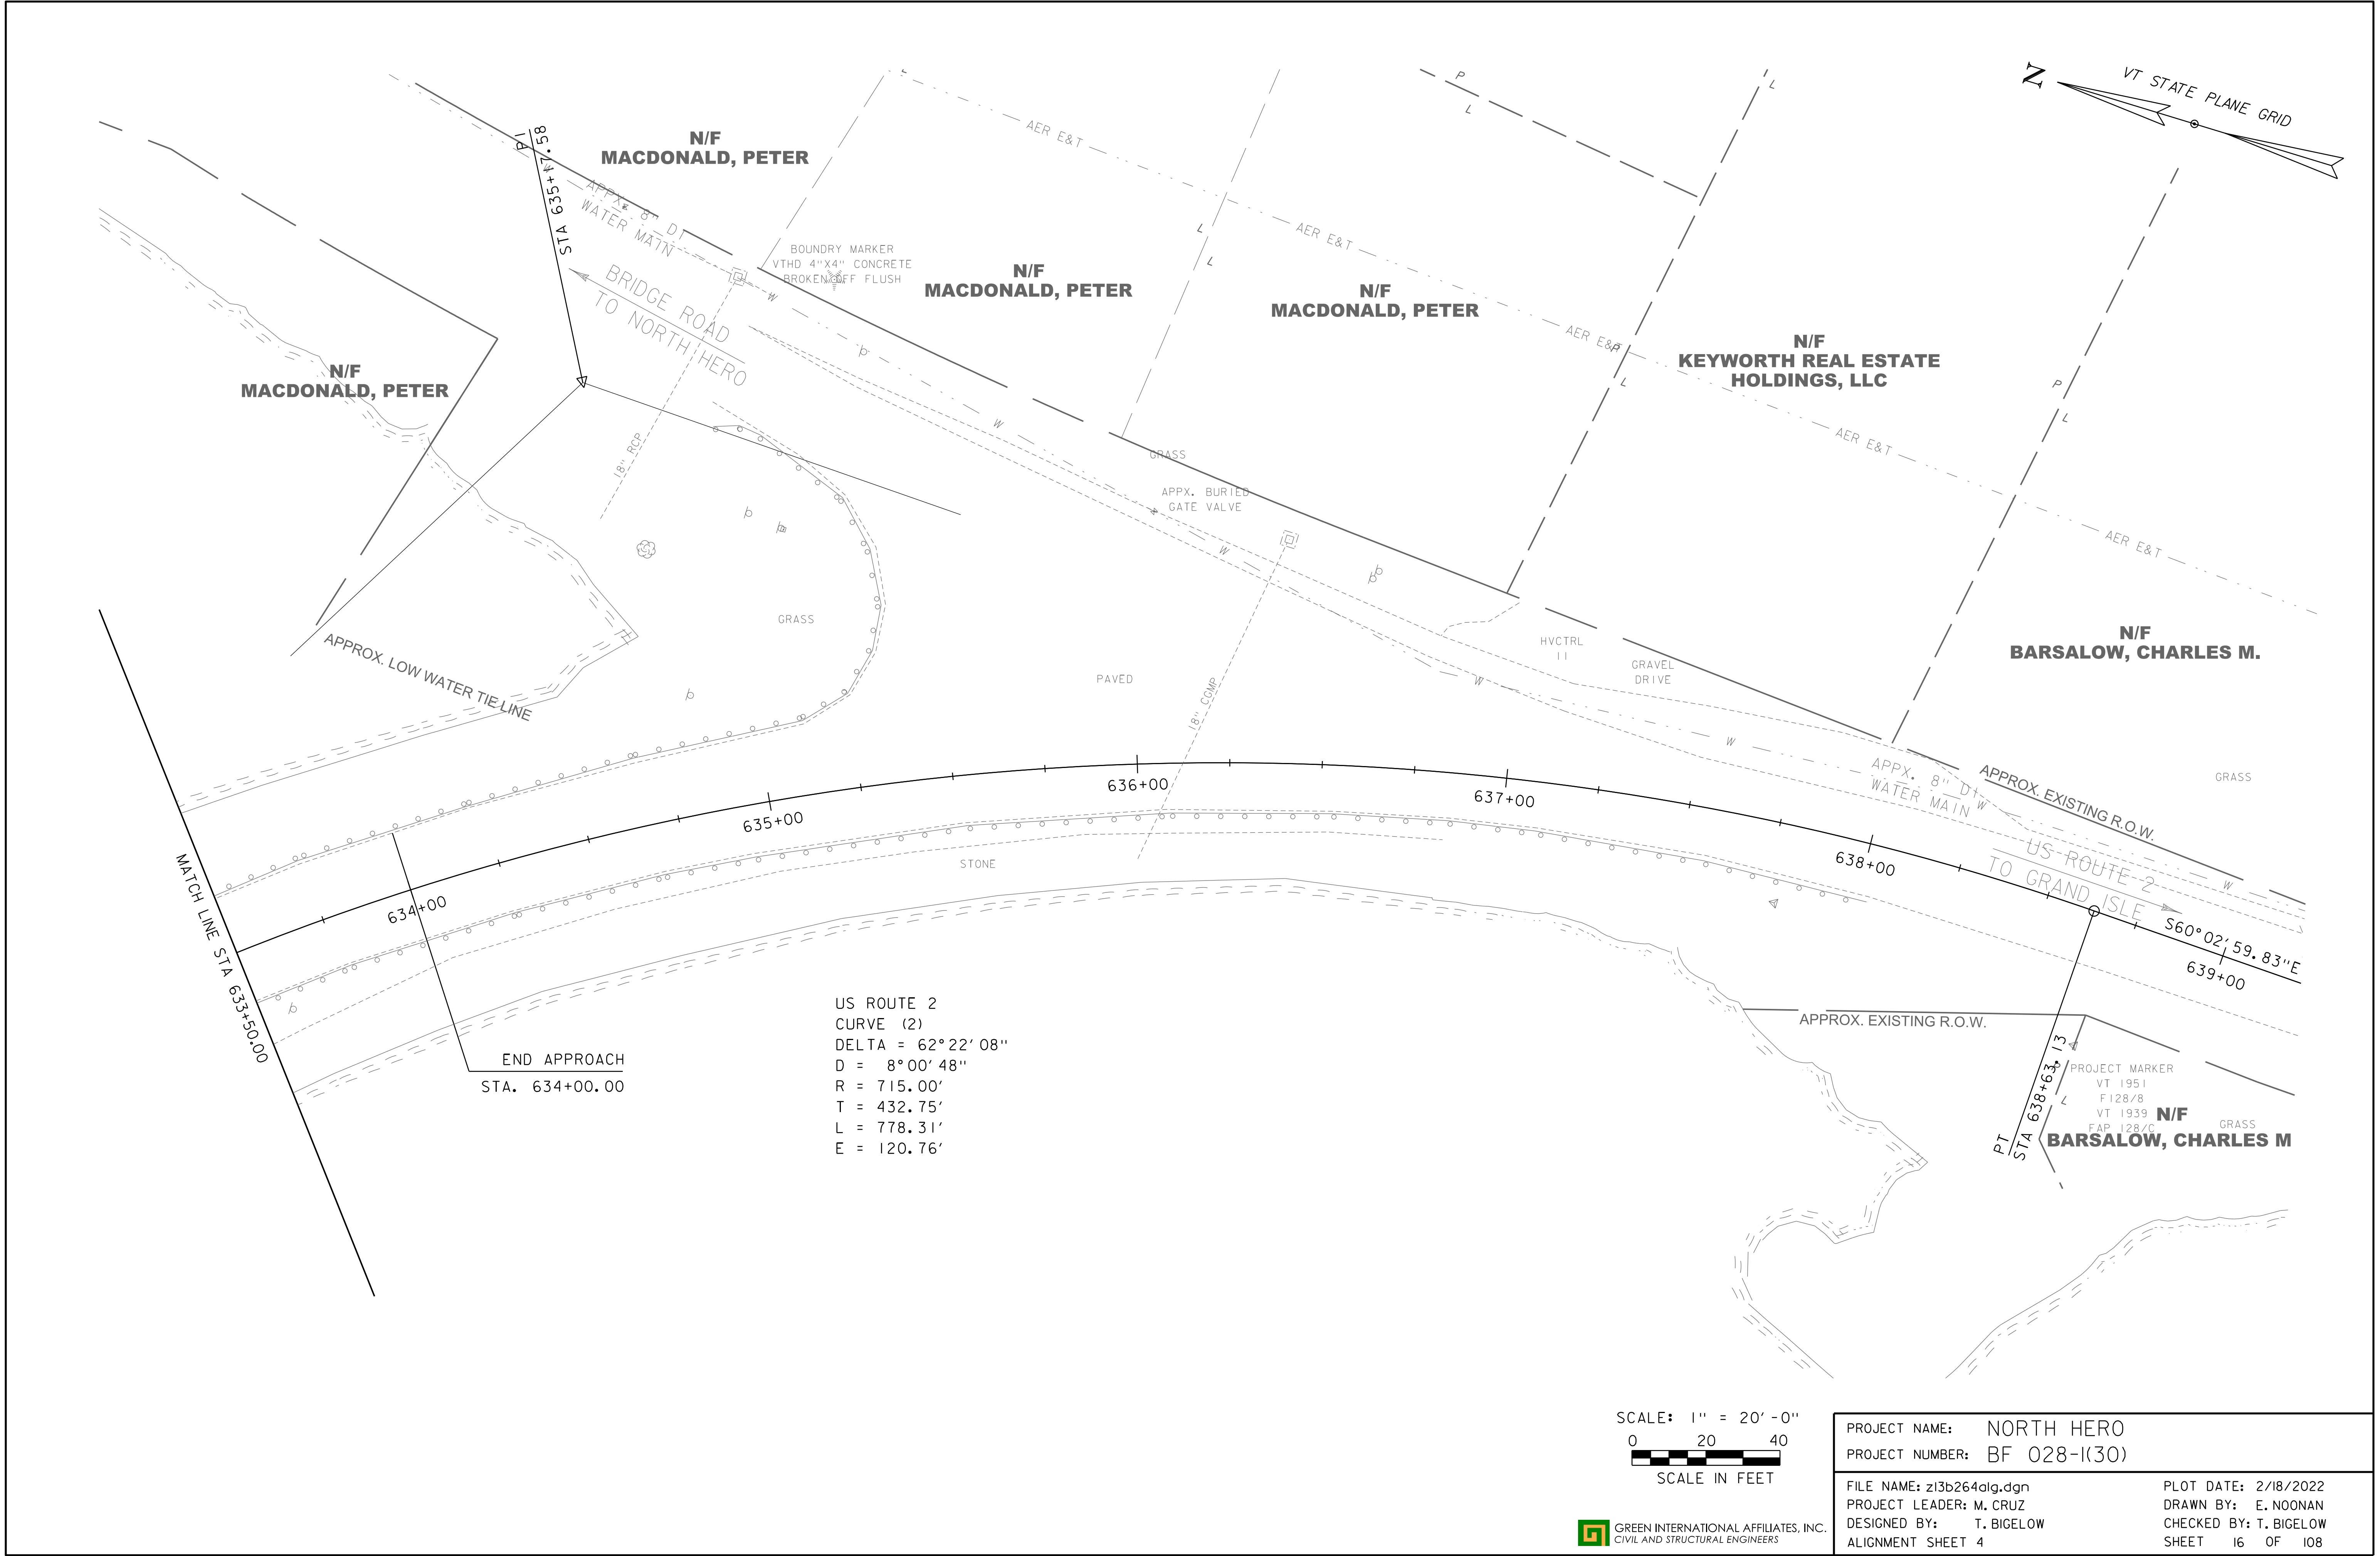 VT STATE PLANE GRID
N
PI
STA 635+17.58
N/F
MACDONALD, PETER
APPX. 8" DI
WATER MAIN
BOUNDRY MARKER
VTHD 4"X4" CONCRETE
BROKEN OFF FLUSH
BRIDGE ROAD
TO NORTH HERO
N/F
MACDONALD, PETER
N/F
MACDONALD, PETER
N/F
MACDONALD, PETER
N/F
KEYWORTH REAL ESTATE
HOLDINGS, LLC
N/F
BARSALOW, CHARLES M.
AER E&T
AER E&T
AER E&T
AER E&T
AER E&T
P
L
L
L
L
L
P
L
P
L
W
W
W
W
W
W
W
18" RCP
GRASS
APPX. BURIED
GATE VALVE
GRASS
PAVED
18" CGMP
HVCTRL
11
GRAVEL
DRIVE
APPROX. LOW WATER TIE LINE
APPX. 8" DI
WATER MAIN
APPROX. EXISTING R.O.W.
GRASS
US ROUTE 2
TO GRAND ISLE
S60°02'59.83"E
MATCH LINE STA 633+50.00
634+00
635+00
636+00
637+00
638+00
639+00
STONE
END APPROACH
STA. 634+00.00
US ROUTE 2
CURVE (2)
DELTA = 62°22'08"
D = 8°00'48"
R = 715.00'
T = 432.75'
L = 778.31'
E = 120.76'
APPROX. EXISTING R.O.W.
PT
STA 638+63.13
PROJECT MARKER
VT 1951
F128/8
VT 1939
FAP 128/C
L
N/F
BARSALOW, CHARLES M
GRASS
SCALE: 1" = 20'-0"
0 20 40
SCALE IN FEET
GREEN INTERNATIONAL AFFILIATES, INC.
CIVIL AND STRUCTURAL ENGINEERS
PROJECT NAME: NORTH HERO
PROJECT NUMBER: BF 028-1(30)
FILE NAME: z13b264alg.dgn
PROJECT LEADER: M. CRUZ
DESIGNED BY: T. BIGELOW
ALIGNMENT SHEET 4
PLOT DATE: 2/18/2022
DRAWN BY: E. NOONAN
CHECKED BY: T. BIGELOW
SHEET 16 OF 108